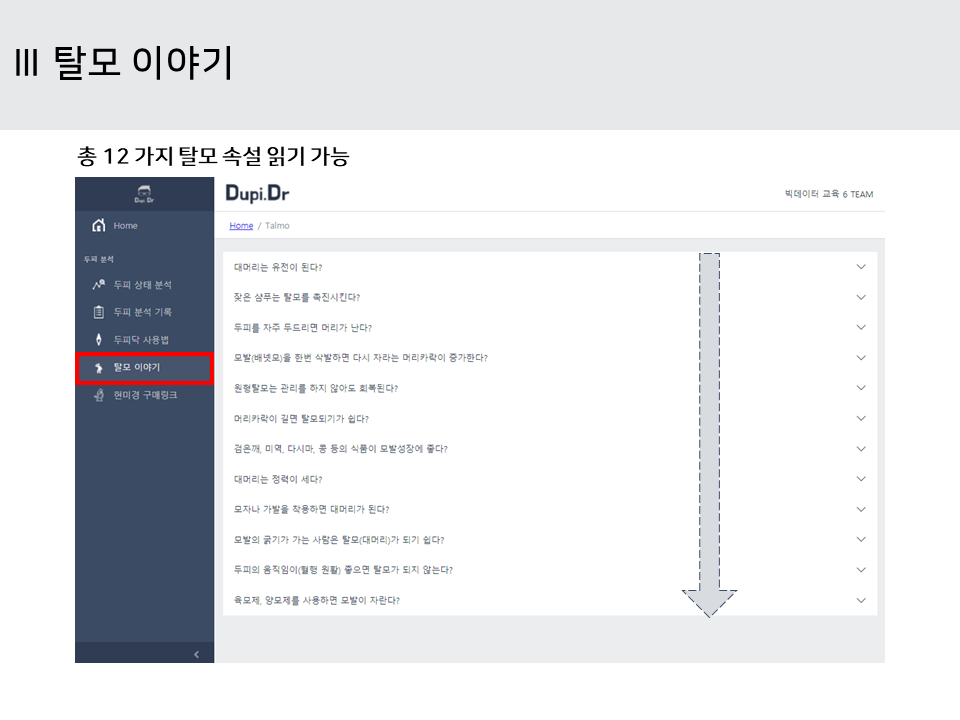 Ⅲ 탈모 이야기
총 12 가지 탈모 속설 읽기 가능
Dupi.Dr
Dupi.Dr
빅데이터 교육 6 TEAM
Home
Home / Talmo
두피 분석
두피 상태 분석
두피 분석 기록
두피닥 사용법
탈모 이야기
현미경 구매링크
대머리는 유전이 된다?
잦은 샴푸는 탈모를 촉진시킨다?
두피를 자주 두드리면 머리가 난다?
모발(배냇모)을 한번 삭발하면 다시 자라는 머리카락이 증가한다?
원형탈모는 관리를 하지 않아도 회복된다?
머리카락이 길면 탈모되기가 쉽다?
검은깨, 미역, 다시마, 콩 등의 식품이 모발성장에 좋다?
대머리는 정력이 세다?
모자나 가발을 착용하면 대머리가 된다?
모발의 굵기가 가는 사람은 탈모(대머리)가 되기 쉽다?
두피의 움직임이(혈행 원활) 좋으면 탈모가 되지 않는다?
육모제, 양모제를 사용하면 모발이 자란다?